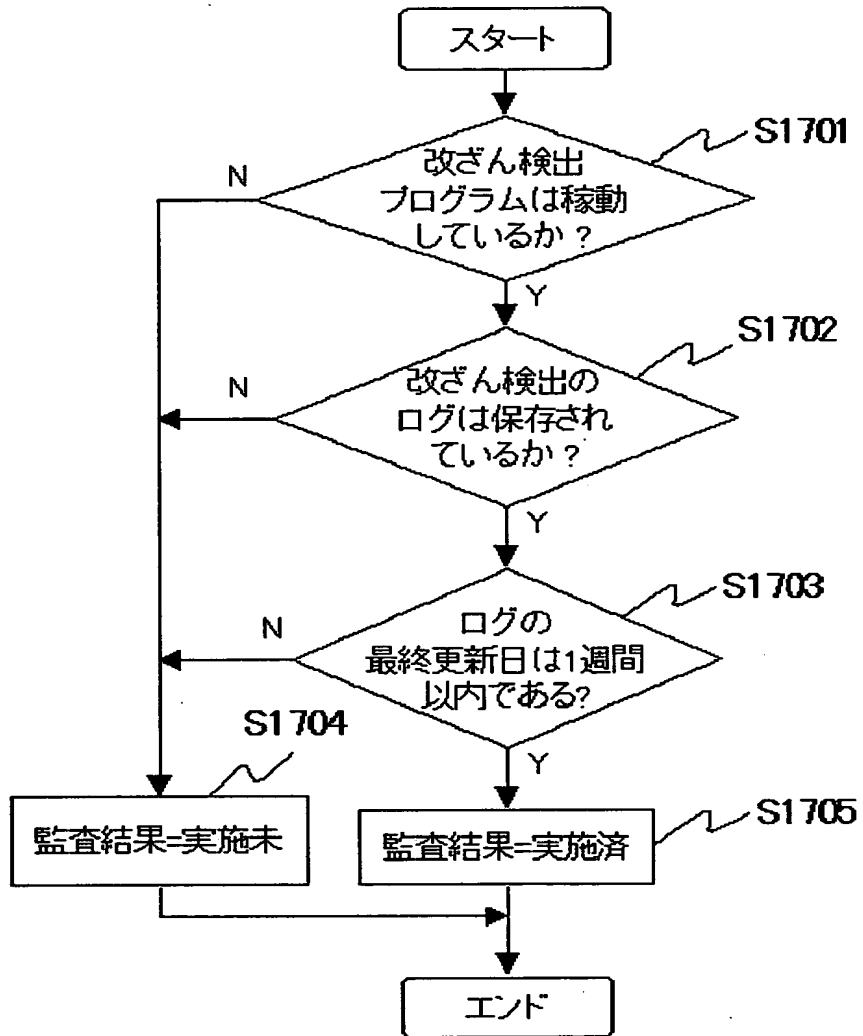 スタート
S1701
改ざん検出
プログラムは稼動
しているか?
N
Y
S1702
改ざん検出の
ログは保存され
ているか?
N
Y
S1703
ログの
最終更新日は1週間
以内である?
N
Y
S1704
監査結果=実施未
S1705
監査結果=実施済
エンド